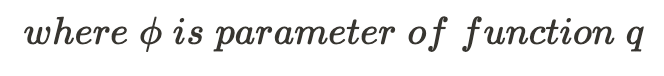 where ϕ is parameter of function q